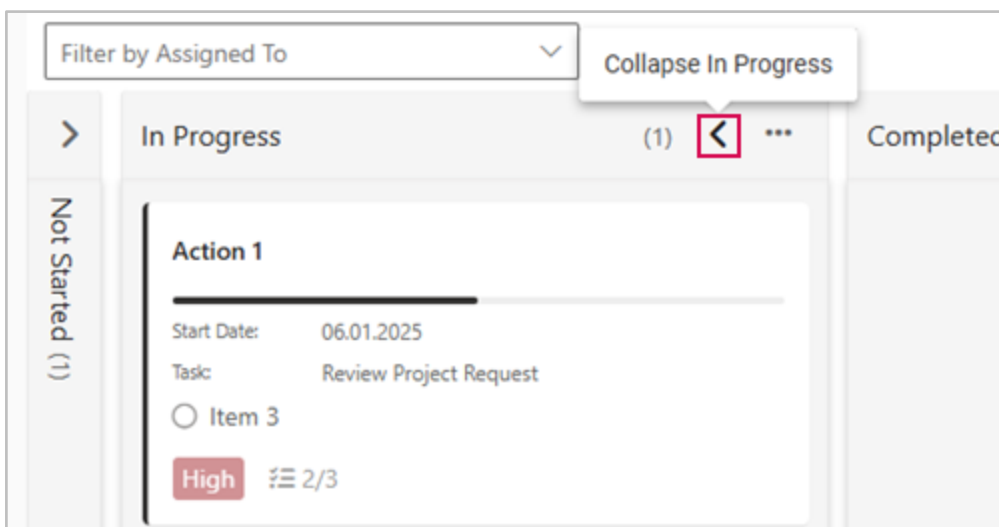 Filter by Assigned To
Collapse In Progress
Not Started (1)
In Progress
(1)
Completed
Action 1
Start Date: 06.01.2025
Task: Review Project Request
Item 3
High 2/3